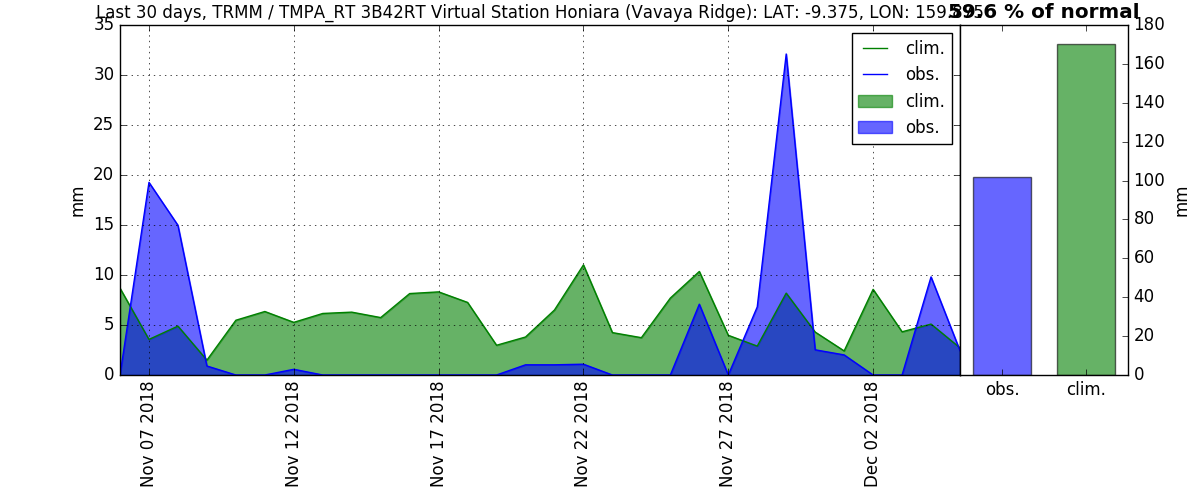 Last 30 days, TRMM / TMPA_RT 3B42RT Virtual Station Honiara (Vavaya Ridge): LAT: -9.375, LON:
59.6 % of normal
35
30
25
20
15
10
5
0
mm
clim.
obs.
clim.
obs.
180
160
140
120
100
80
60
40
20
0
mm
obs.
clim.
Nov 07 2018
Nov 12 2018
Nov 17 2018
Nov 22 2018
Nov 27 2018
Dec 02 2018